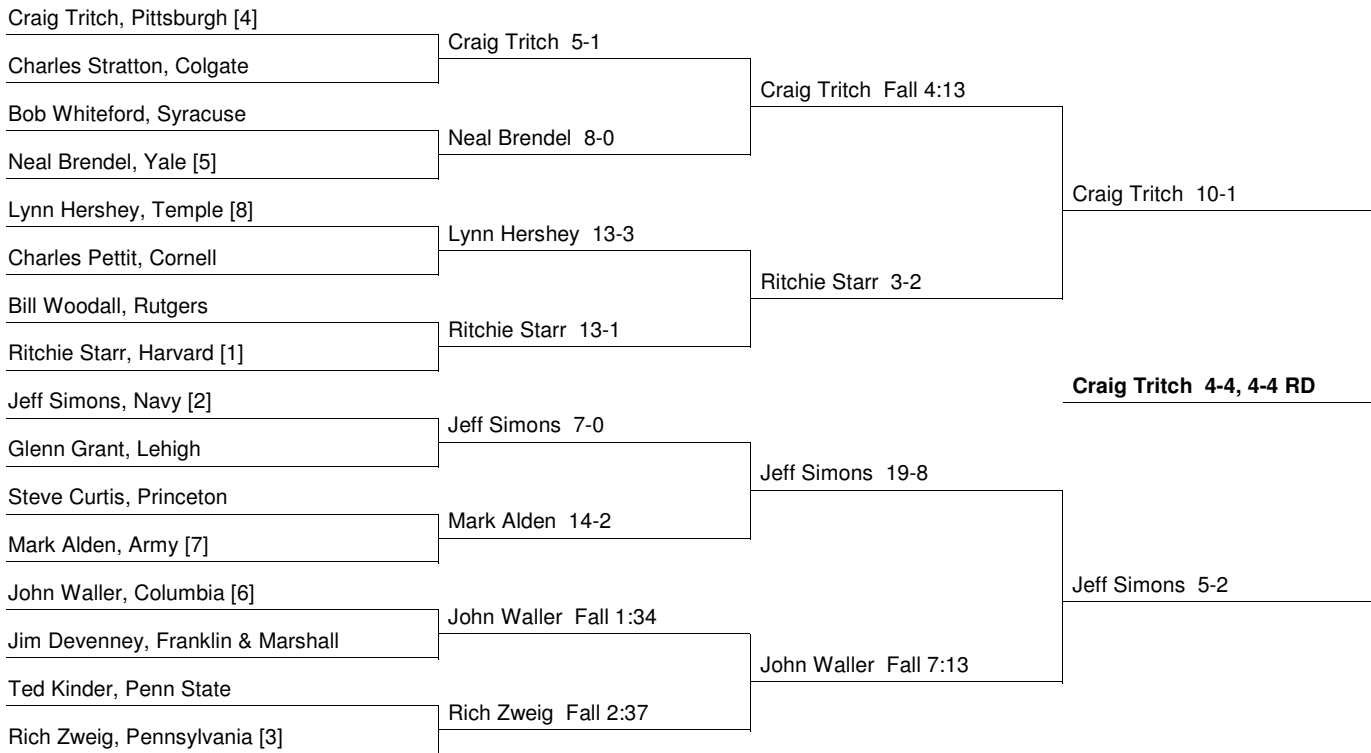 Craig Tritch, Pittsburgh [4]
Charles Stratton, Colgate
Bob Whiteford, Syracuse
Neal Brendel, Yale [5]
Lynn Hershey, Temple [8]
Charles Pettit, Cornell
Bill Woodall, Rutgers
Ritchie Starr, Harvard [1]
Jeff Simons, Navy [2]
Glenn Grant, Lehigh
Steve Curtis, Princeton
Mark Alden, Army [7]
John Waller, Columbia [6]
Jim Devenney, Franklin & Marshall
Ted Kinder, Penn State
Rich Zweig, Pennsylvania [3]
Craig Tritch 5-1
Neal Brendel 8-0
Lynn Hershey 13-3
Ritchie Starr 13-1
Jeff Simons 7-0
Mark Alden 14-2
John Waller Fall 1:34
Rich Zweig Fall 2:37
Craig Tritch Fall 4:13
Ritchie Starr 3-2
Jeff Simons 19-8
John Waller Fall 7:13
Craig Tritch 10-1
Craig Tritch 4-4, 4-4 RD
Jeff Simons 5-2